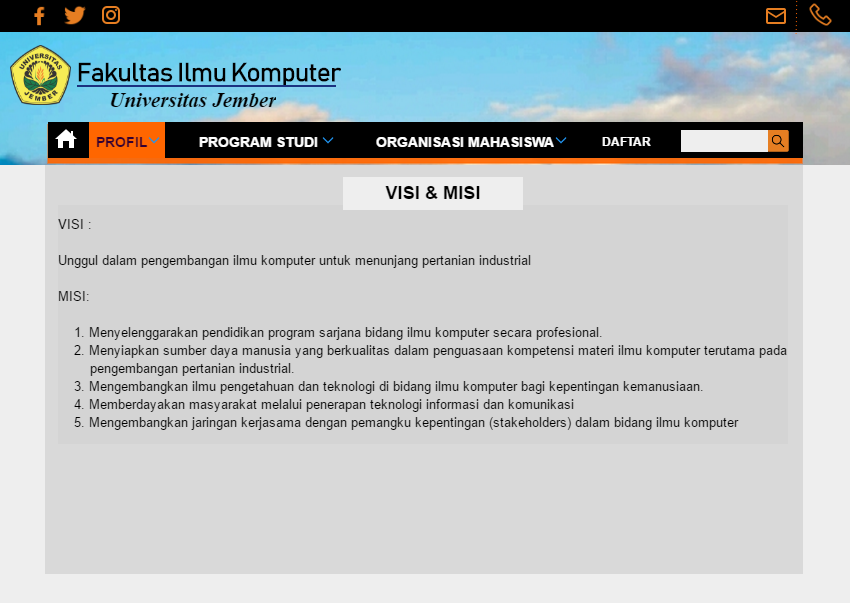 UNIVERSITAS
JEMBER
Fakultas Ilmu Komputer
Universitas Jember
PROFIL
PROGRAM STUDI
ORGANISASI MAHASISWA
DAFTAR
VISI & MISI
VISI :
Unggul dalam pengembangan ilmu komputer untuk menunjang pertanian industrial
MISI:
1. Menyelenggarakan pendidikan program sarjana bidang ilmu komputer secara profesional.
2. Menyiapkan sumber daya manusia yang berkualitas dalam penguasaan kompetensi materi ilmu komputer terutama pada
pengembangan pertanian industrial.
3. Mengembangkan ilmu pengetahuan dan teknologi di bidang ilmu komputer bagi kepentingan kemanusiaan.
4. Memberdayakan masyarakat melalui penerapan teknologi informasi dan komunikasi
5. Mengembangkan jaringan kerjasama dengan pemangku kepentingan (stakeholders) dalam bidang ilmu komputer